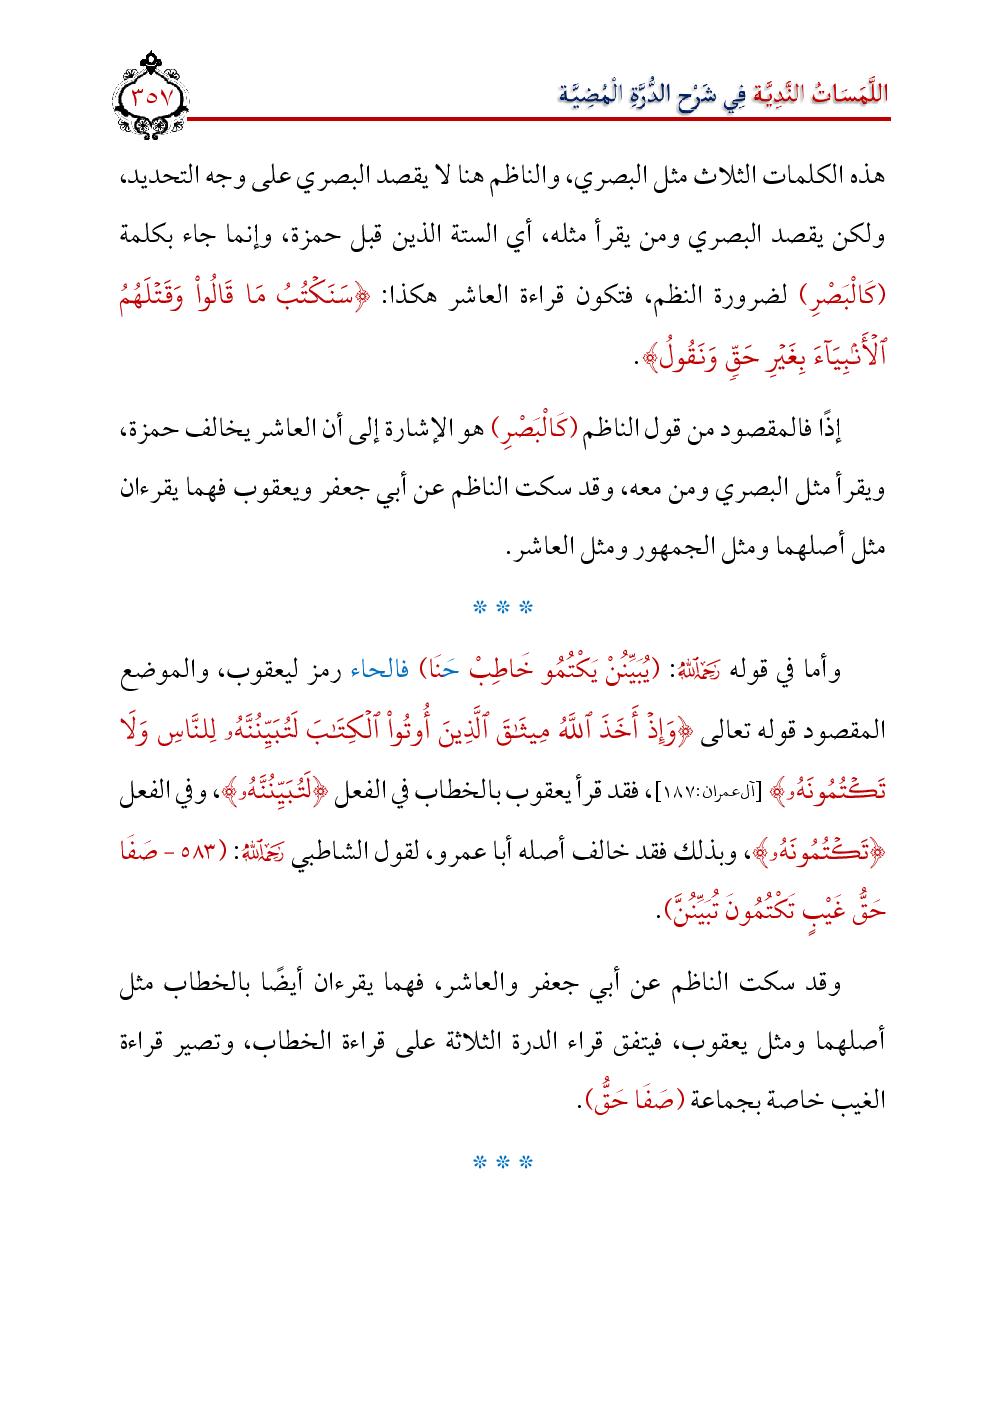 اللَّمَسَاتُ النَّدِيَّة فِي شَرْحِ الدُّرَّةِ الْمُضِيَّة
٣٥٧
هذه الكلمات الثلاث مثل البصري، والناظم هنا لا يقصد البصري على وجه التحديد،
ولكن يقصد البصري ومن يقرأ مثله، أي الستة الذين قبل حمزة، وإنما جاء بكلمة
(كَالْبَصْرِ) لضرورة النظم، فتكون قراءة العاشر هكذا: ﴿سَنَكْتُبُ مَا قَالُواْ وَقَتْلَهُمُ
ٱلْأَنۢبِيَآءَ بِغَيْرِ حَقٍّ وَنَقُولُ﴾.
إذًا فالمقصود من قول الناظم (كَالْبَصْرِ) هو الإشارة إلى أن العاشر يخالف حمزة،
ويقرأ مثل البصري ومن معه، وقد سكت الناظم عن أبي جعفر ويعقوب فهما يقرءان
مثل أصلهما ومثل الجمهور ومثل العاشر.
* * *
وأما في قوله رَحِمَهُ ٱللَّهُ: (يُبَيِّنُنْ يَكْتُمُو خَاطِبْ حَنَا) فالحاء رمز ليعقوب، والموضع
المقصود قوله تعالى ﴿وَإِذْ أَخَذَ ٱللَّهُ مِيثَٰقَ ٱلَّذِينَ أُوتُواْ ٱلْكِتَٰبَ لَتُبَيِّنُنَّهُۥ لِلنَّاسِ وَلَا
تَكْتُمُونَهُۥ﴾ [آل عمران:١٨٧]، فقد قرأ يعقوب بالخطاب في الفعل ﴿لَتُبَيِّنُنَّهُۥ﴾، وفي الفعل
﴿تَكْتُمُونَهُۥ﴾، وبذلك فقد خالف أصله أبا عمرو، لقول الشاطبي رَحِمَهُ ٱللَّهُ: (٥٨٣ - صَفَا
حَقُّ غَيْبٍ تَكْتُمُونَ تُبَيِّنُنَّ).
وقد سكت الناظم عن أبي جعفر والعاشر، فهما يقرءان أيضًا بالخطاب مثل
أصلهما ومثل يعقوب، فيتفق قراء الدرة الثلاثة على قراءة الخطاب، وتصير قراءة
الغيب خاصة بجماعة (صَفَا حَقُّ).
* * *